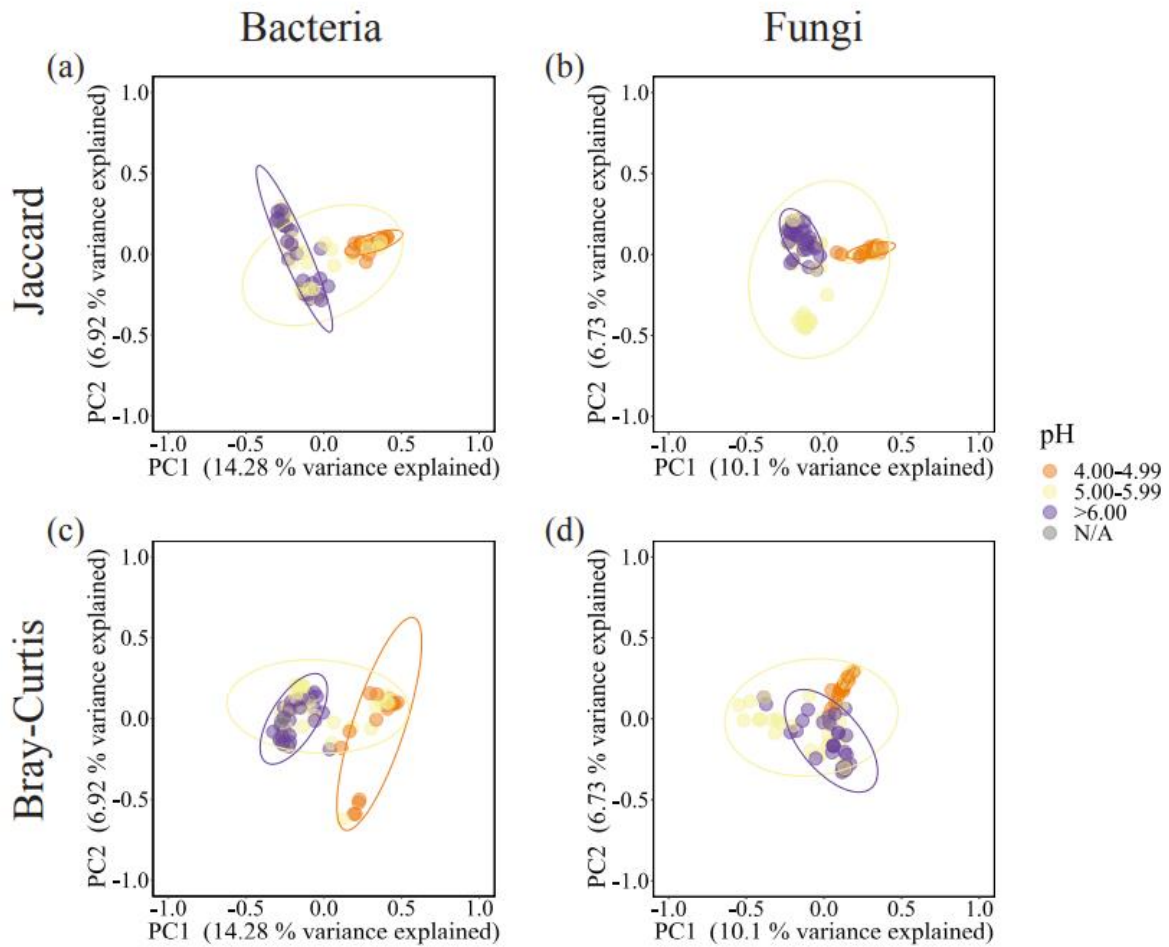 Bacteria
Fungi
Jaccard
Bray-Curtis
(a)
PC2 (6.92 % variance explained)
1.0
0.5
0.0
-0.5
-1.0
-1.0 -0.5 0.0 0.5 1.0
PC1 (14.28 % variance explained)
(b)
PC2 (6.73 % variance explained)
1.0
0.5
0.0
-0.5
-1.0
-1.0 -0.5 0.0 0.5 1.0
PC1 (10.1 % variance explained)
pH
4.00-4.99
5.00-5.99
>6.00
N/A
(c)
PC2 (6.92 % variance explained)
1.0
0.5
0.0
-0.5
-1.0
-1.0 -0.5 0.0 0.5 1.0
PC1 (14.28 % variance explained)
(d)
PC2 (6.73 % variance explained)
1.0
0.5
0.0
-0.5
-1.0
-1.0 -0.5 0.0 0.5 1.0
PC1 (10.1 % variance explained)